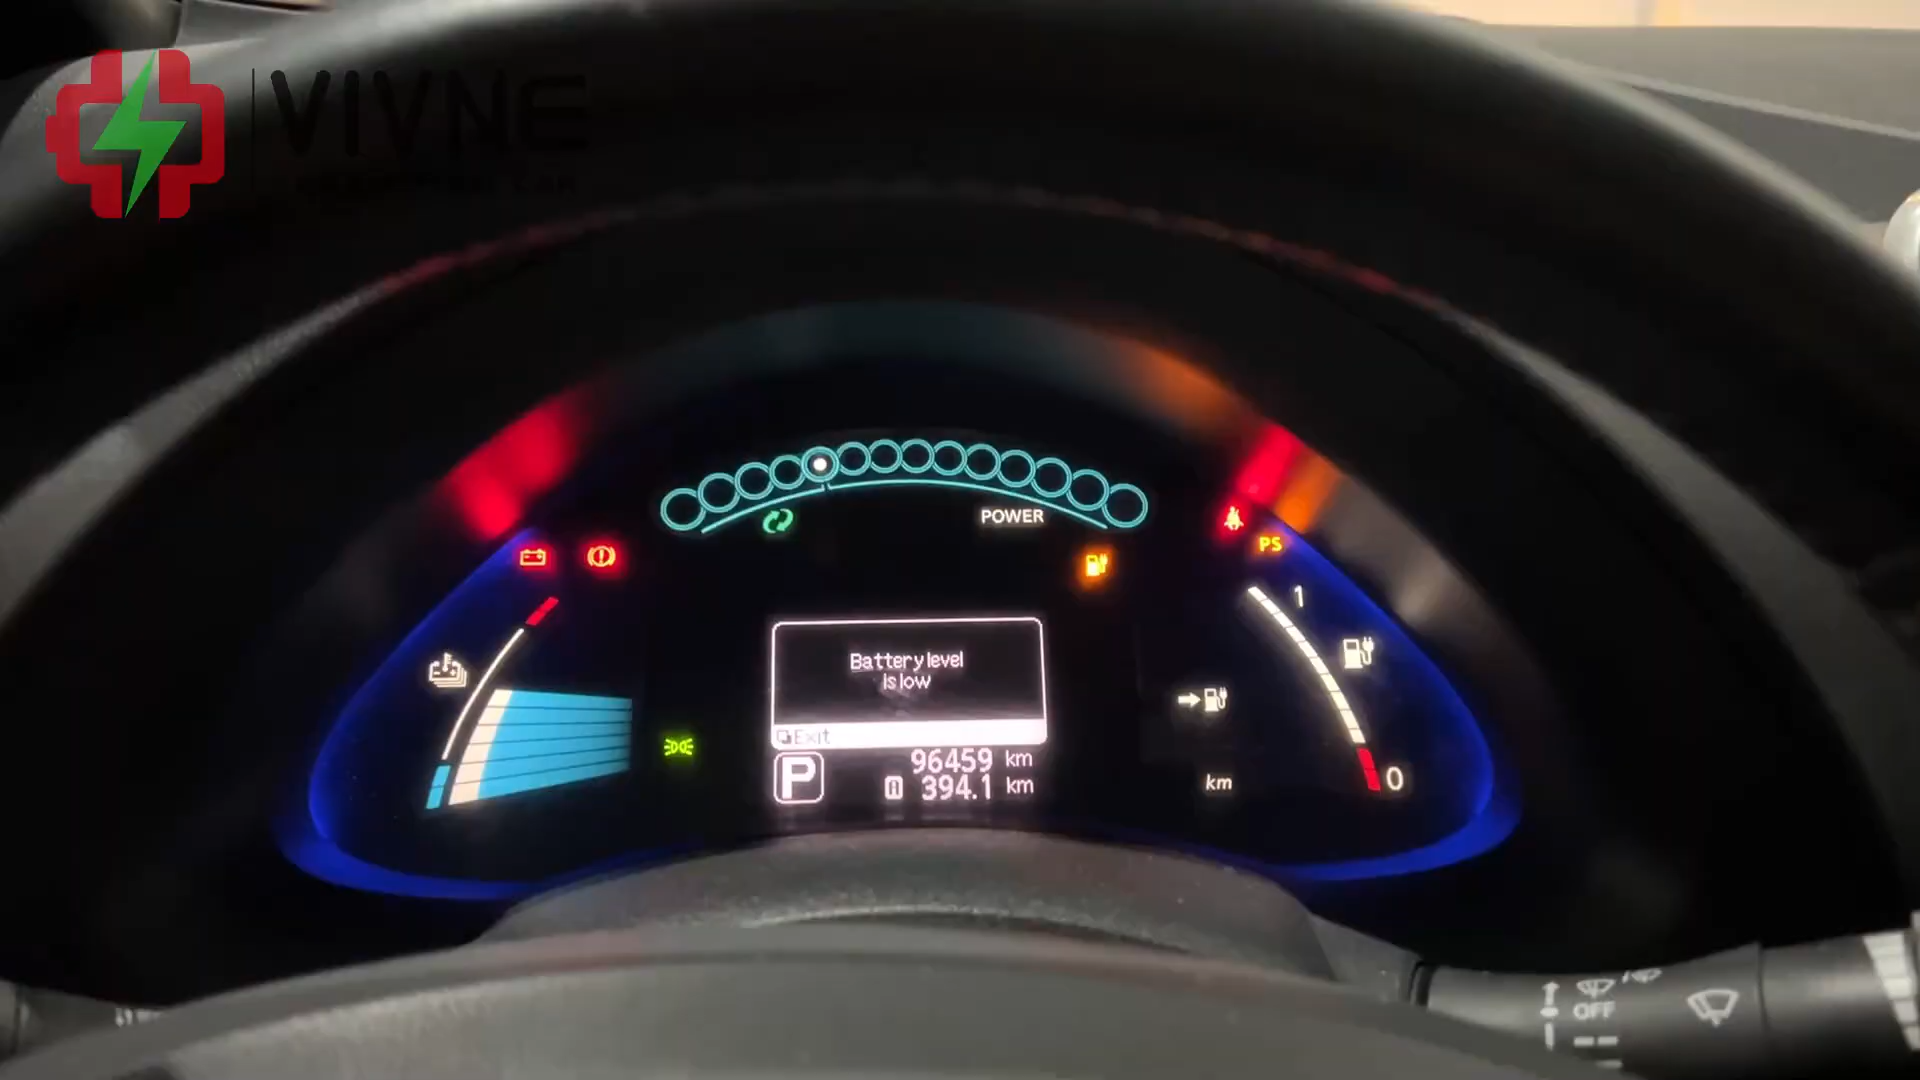 VIVNE
POWER
PS
1
Battery level
is low
Exit
P
96459 km
A 394.1 km
km
0
OFF